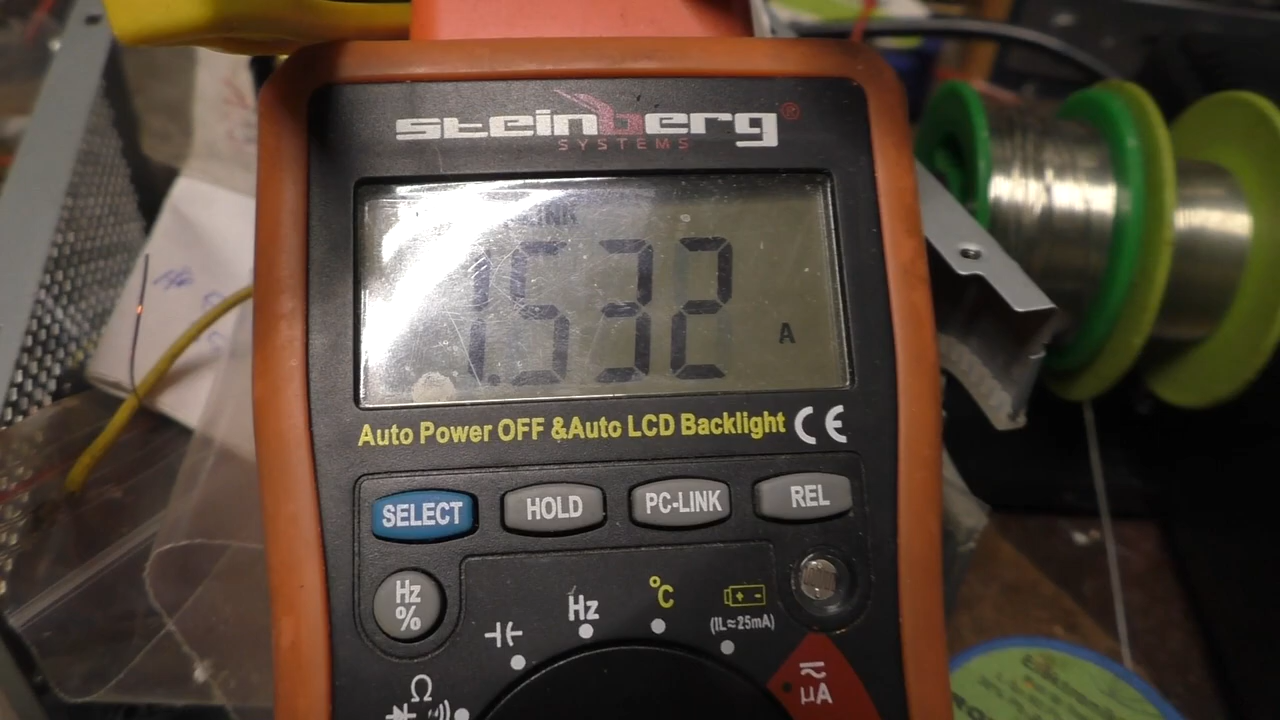 steinberg®
SYSTEMS
LINK
1.532
A
Auto Power OFF &Auto LCD Backlight CE
SELECT
HOLD
PC-LINK
REL
Hz
%
Hz
°C
(IL≈25mA)
Ω
µA